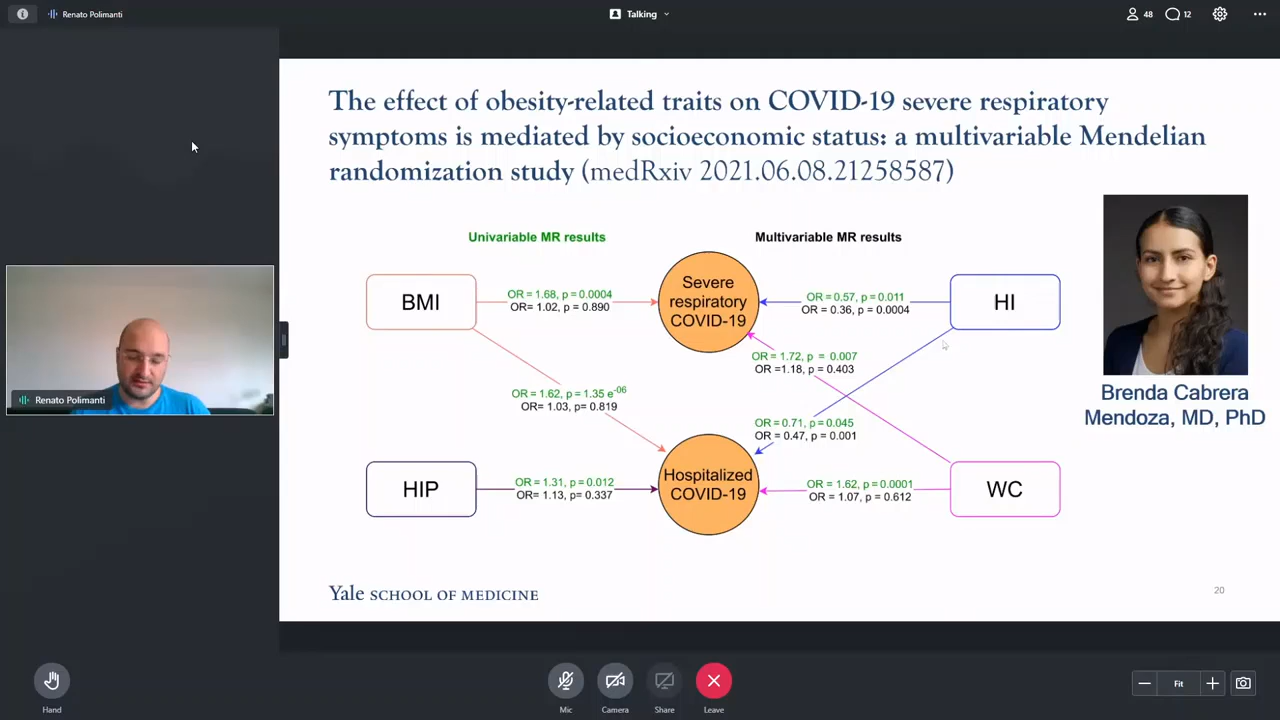 Renato Polimanti
Talking
48
12
The effect of obesity-related traits on COVID-19 severe respiratory
symptoms is mediated by socioeconomic status: a multivariable Mendelian
randomization study (medRxiv 2021.06.08.21258587)
Univariable MR results
Multivariable MR results
BMI
OR = 1.68, p = 0.0004
OR= 1.02, p = 0.890
Severe
respiratory
COVID-19
OR = 0.57, p = 0.011
OR = 0.36, p = 0.0004
HI
OR = 1.72, p = 0.007
OR =1.18, p = 0.403
OR = 1.62, p = 1.35 e-06
OR= 1.03, p= 0.819
OR = 0.71, p = 0.045
OR = 0.47, p = 0.001
HIP
OR = 1.31, p = 0.012
OR= 1.13, p= 0.337
Hospitalized
COVID-19
OR = 1.62, p = 0.0001
OR = 1.07, p = 0.612
WC
Brenda Cabrera
Mendoza, MD, PhD
Renato Polimanti
Yale SCHOOL OF MEDICINE
20
Hand
Mic
Camera
Share
Leave
Fit